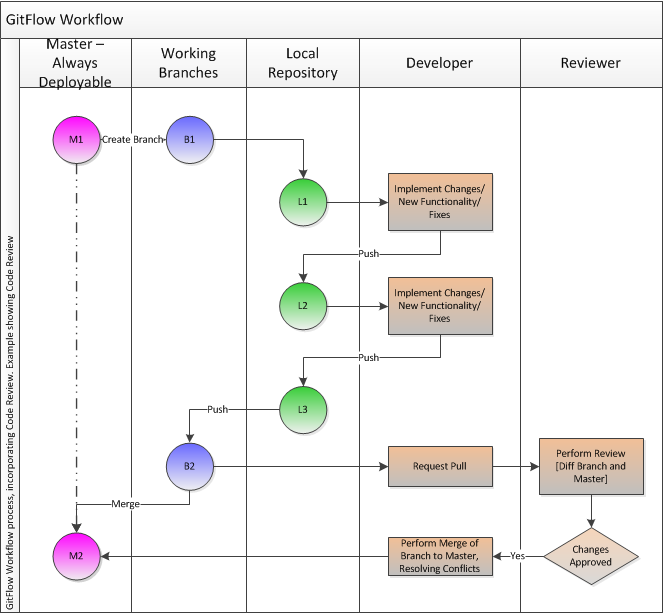 GitFlow Workflow
Master –
Always
Deployable
Working
Branches
Local
Repository
Developer
Reviewer
GitFlow Workflow process, incorporating Code Review. Example showing Code Review
M1
Create Branch
B1
L1
Implement Changes/
New Functionality/
Fixes
Push
L2
Implement Changes/
New Functionality/
Fixes
Push
L3
Push
B2
Request Pull
Perform Review
[Diff Branch and
Master]
Merge
M2
Perform Merge of
Branch to Master,
Resolving Conflicts
Yes
Changes
Approved